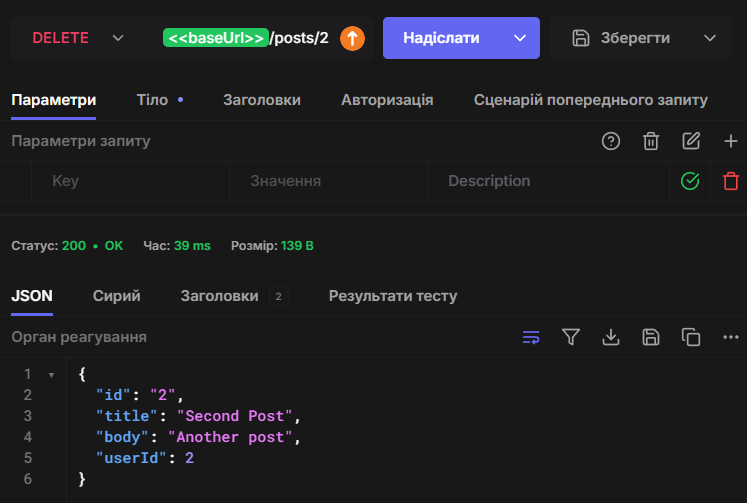 DELETE <<baseUrl>>/posts/2 Надіслати Зберегти
Параметри Тіло • Заголовки Авторизація Сценарій попереднього запиту
Параметри запиту
Key Значення Description
Статус: 200 • OK Час: 39 ms Розмір: 139 B
JSON Сирий Заголовки 2 Результати тесту
Орган реагування
1 {
2 "id": "2",
3 "title": "Second Post",
4 "body": "Another post",
5 "userId": 2
6 }